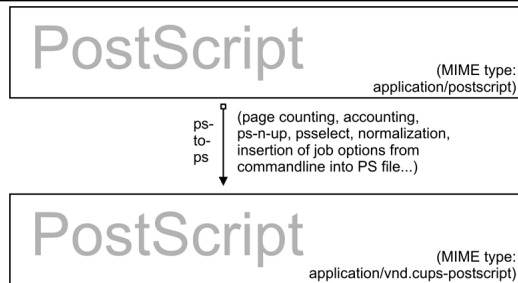 PostScript
(MIME type:
application/postscript)
ps-
to-
ps
(page counting, accounting,
ps-n-up, psselect, normalization,
insertion of job options from
commandline into PS file...)
PostScript
(MIME type:
application/vnd.cups-postscript)